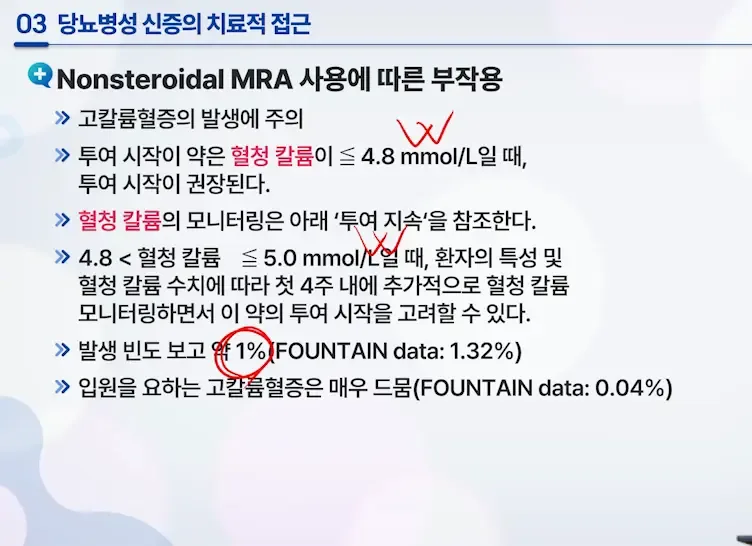 03 당뇨병성 신증의 치료적 접근
Nonsteroidal MRA 사용에 따른 부작용
» 고칼륨혈증의 발생에 주의
» 투여 시작이 약은 혈청 칼륨이 ≦ 4.8 mmol/L일 때,
투여 시작이 권장된다.
» 혈청 칼륨의 모니터링은 아래 ‘투여 지속‘을 참조한다.
» 4.8 < 혈청 칼륨 ≦ 5.0 mmol/L일 때, 환자의 특성 및
혈청 칼륨 수치에 따라 첫 4주 내에 추가적으로 혈청 칼륨
모니터링하면서 이 약의 투여 시작을 고려할 수 있다.
» 발생 빈도 보고 약 1%(FOUNTAIN data: 1.32%)
» 입원을 요하는 고칼륨혈증은 매우 드뭄(FOUNTAIN data: 0.04%)